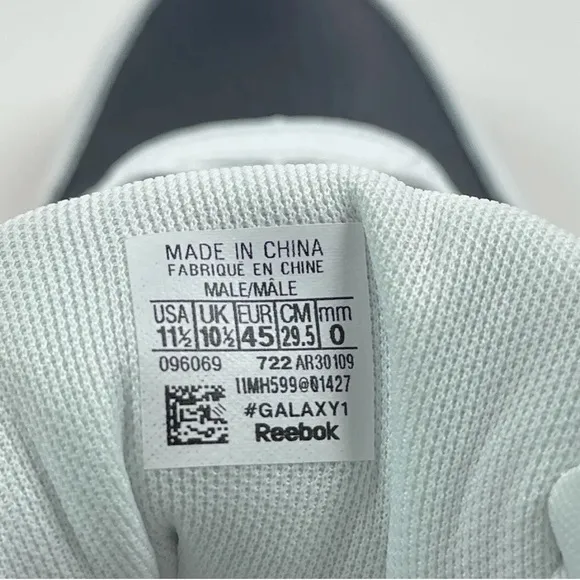 MADE IN CHINA
FABRIQUÉ EN CHINE
MALE/MÂLE
USA UK EUR CM mm
11½ 10½ 45 29.5 0
096069 722 AR30109
IIMH599@01427
#GALAXY1
Reebok